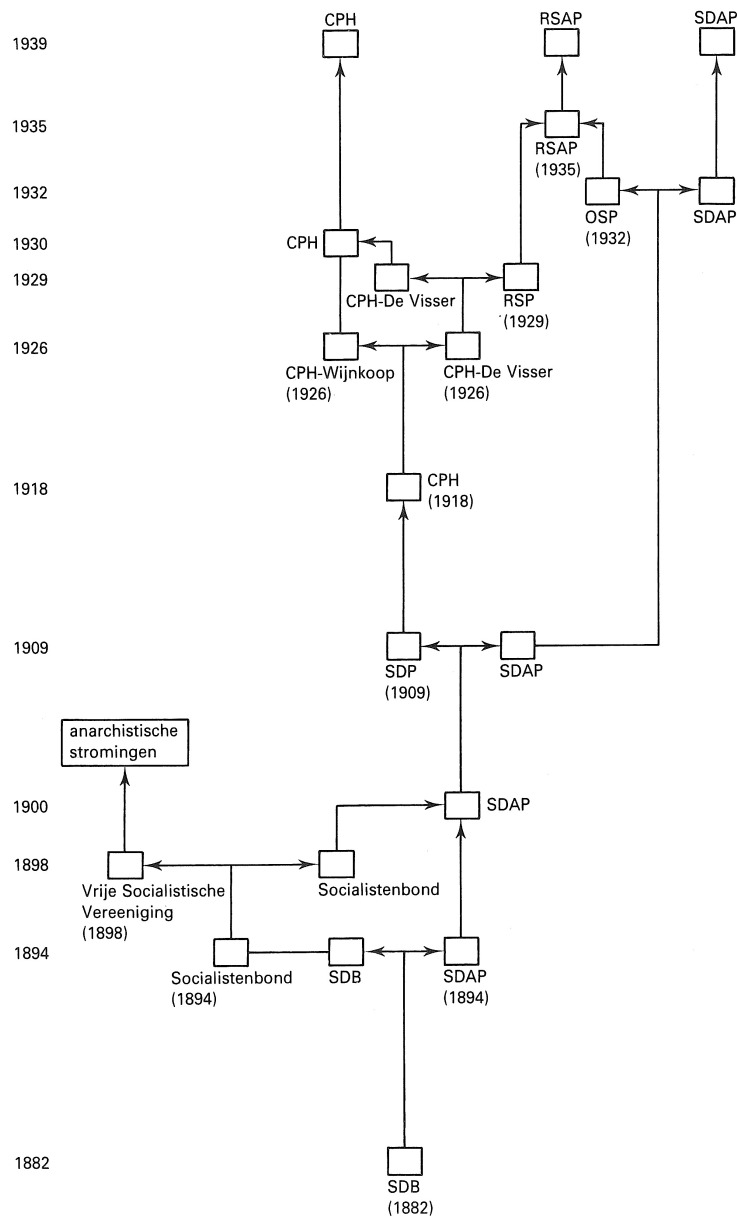 CPH
RSAP
SDAP
1939
1935
RSAP
(1935)
1932
OSP
(1932)
SDAP
1930
CPH
1929
CPH-De Visser
RSP
(1929)
1926
CPH-Wijnkoop
(1926)
CPH-De Visser
(1926)
1918
CPH
(1918)
1909
SDP
(1909)
SDAP
anarchistische
stromingen
1900
SDAP
1898
Vrije Socialistische
Vereeniging
(1898)
Socialistenbond
1894
Socialistenbond
(1894)
SDB
SDAP
(1894)
1882
SDB
(1882)